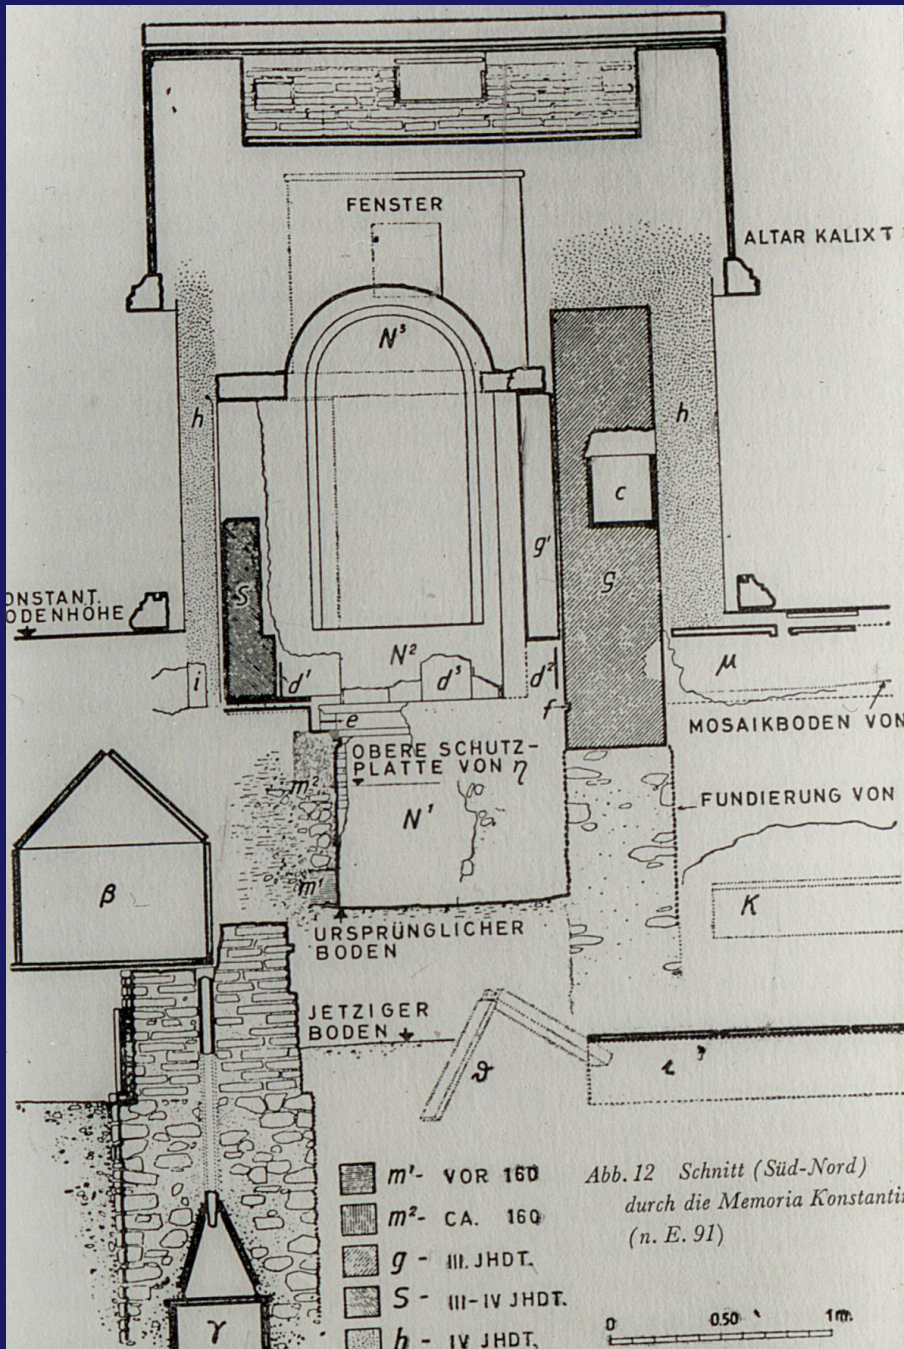 FENSTER
ALTAR KALIXT
N³
h
h
c
g'
g
S
ONSTANT.
ODENHÖHE
N²
µ
i
d'
d³
d²
e
f
MOSAIKBODEN VON
OBERE SCHUTZ-
PLATTE VON η
m²
N'
FUNDIERUNG VON
β
m'
K
URSPRÜNGLICHER
BODEN
JETZIGER
BODEN
ϑ
ι
m' - VOR 160
m² - CA. 160
g - III. JHDT.
S - III-IV JHDT.
h - IV JHDT.
γ
Abb. 12 Schnitt (Süd-Nord)
durch die Memoria Konstantin
(n. E. 91)
0 0.50 1m.